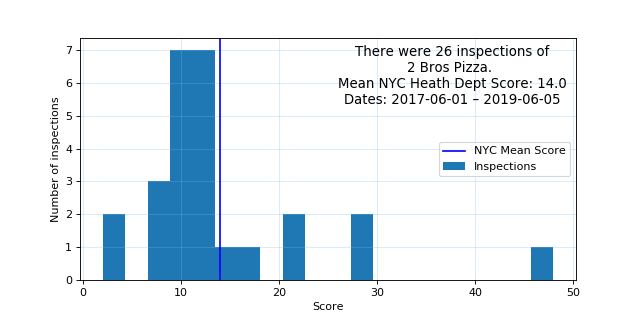 There were 26 inspections of
2 Bros Pizza.
Mean NYC Heath Dept Score: 14.0
Dates: 2017-06-01 – 2019-06-05
NYC Mean Score
Inspections
Number of inspections
7
6
5
4
3
2
1
0
0 10 20 30 40 50
Score